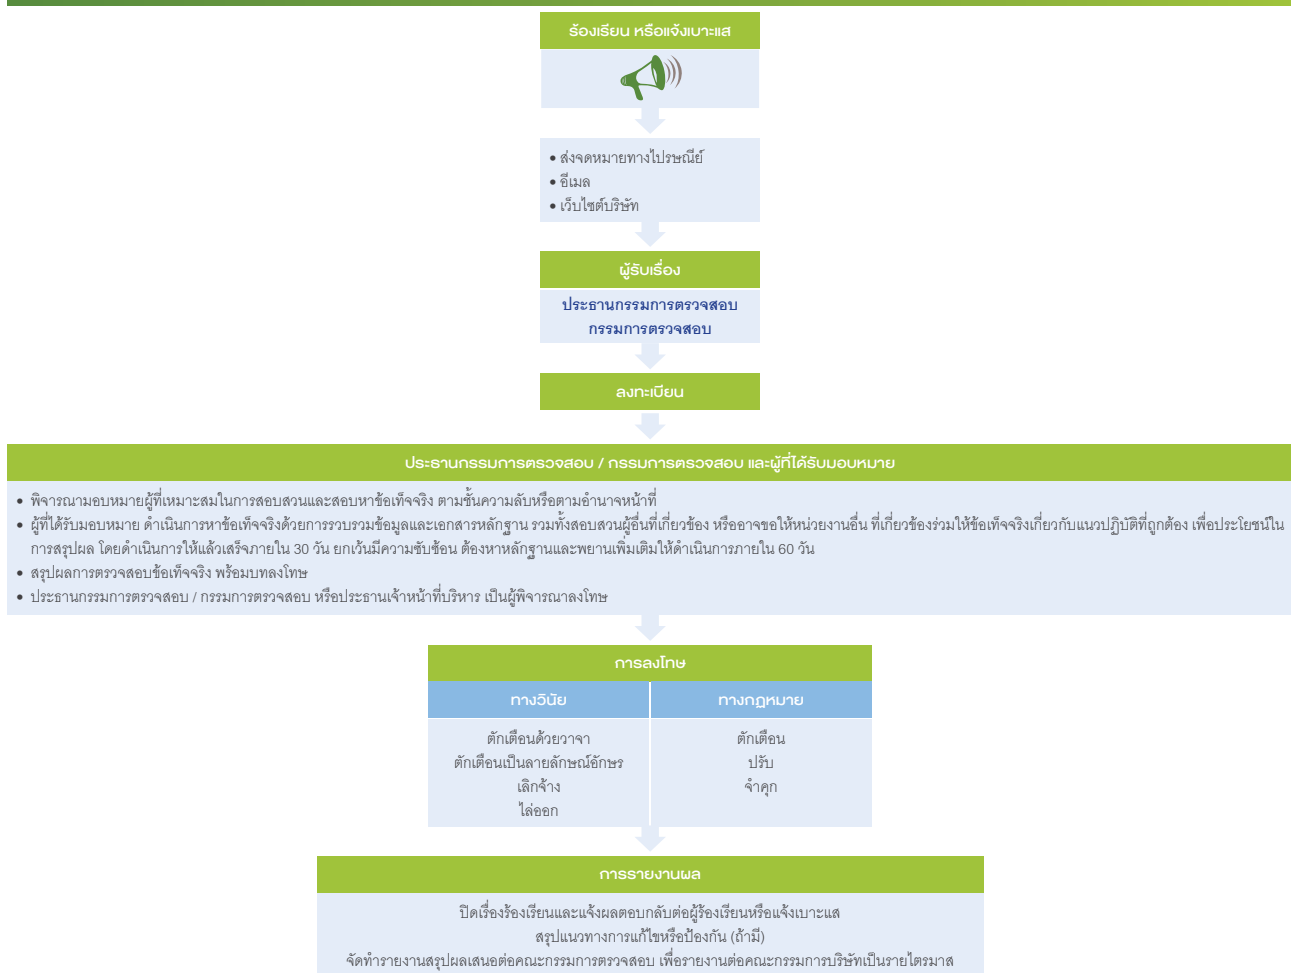 ร้องเรียน หรือแจ้งเบาะแส
• ส่งจดหมายทางไปรษณีย์
• อีเมล
• เว็บไซต์บริษัท
ผู้รับเรื่อง
ประธานกรรมการตรวจสอบ
กรรมการตรวจสอบ
ลงทะเบียน
ประธานกรรมการตรวจสอบ / กรรมการตรวจสอบ และผู้ที่ได้รับมอบหมาย
• พิจารณามอบหมายผู้ที่เหมาะสมในการสอบสวนและสอบหาข้อเท็จจริง ตามชั้นความลับหรือตามอำนาจหน้าที่
• ผู้ที่ได้รับมอบหมาย ดำเนินการหาข้อเท็จจริงด้วยการรวบรวมข้อมูลและเอกสารหลักฐาน รวมทั้งสอบสวนผู้อื่นที่เกี่ยวข้อง หรืออาจขอให้หน่วยงานอื่น ที่เกี่ยวข้องร่วมให้ข้อเท็จจริงเกี่ยวกับแนวปฏิบัติที่ถูกต้อง เพื่อประโยชน์ใน
การสรุปผล โดยดำเนินการให้แล้วเสร็จภายใน 30 วัน ยกเว้นมีความซับซ้อน ต้องหาหลักฐานและพยานเพิ่มเติมให้ดำเนินการภายใน 60 วัน
• สรุปผลการตรวจสอบข้อเท็จจริง พร้อมบทลงโทษ
• ประธานกรรมการตรวจสอบ / กรรมการตรวจสอบ หรือประธานเจ้าหน้าที่บริหาร เป็นผู้พิจารณาลงโทษ
การลงโทษ
ทางวินัย
ตักเตือนด้วยวาจา
ตักเตือนเป็นลายลักษณ์อักษร
เลิกจ้าง
ไล่ออก
ทางกฎหมาย
ตักเตือน
ปรับ
จำคุก
การรายงานผล
ปิดเรื่องร้องเรียนและแจ้งผลตอบกลับต่อผู้ร้องเรียนหรือแจ้งเบาะแส
สรุปแนวทางการแก้ไขหรือป้องกัน (ถ้ามี)
จัดทำรายงานสรุปผลเสนอต่อคณะกรรมการตรวจสอบ เพื่อรายงานต่อคณะกรรมการบริษัทเป็นรายไตรมาส